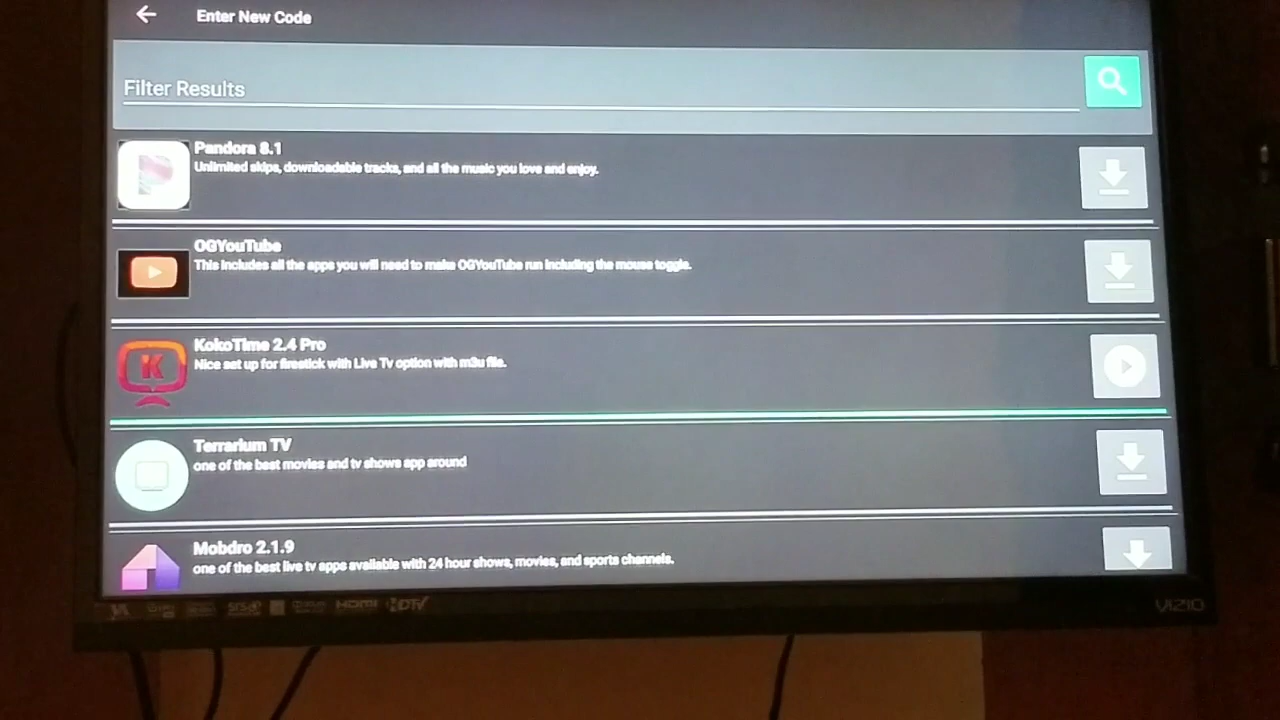 Enter New Code
Filter Results
Pandora 8.1
Unlimited skips, downloadable tracks, and all the music you love and enjoy.
OGYouTube
This includes all the apps you will need to make OGYouTube run including the mouse toggle.
KokoTime 2.4 Pro
Nice set up for firestick with Live Tv option with m3u file.
K
Terrarium TV
one of the best movies and tv shows app around
Mobdro 2.1.9
one of the best live tv apps available with 24 hour shows, movies, and sports channels.
HDMI HDTV
VIZIO